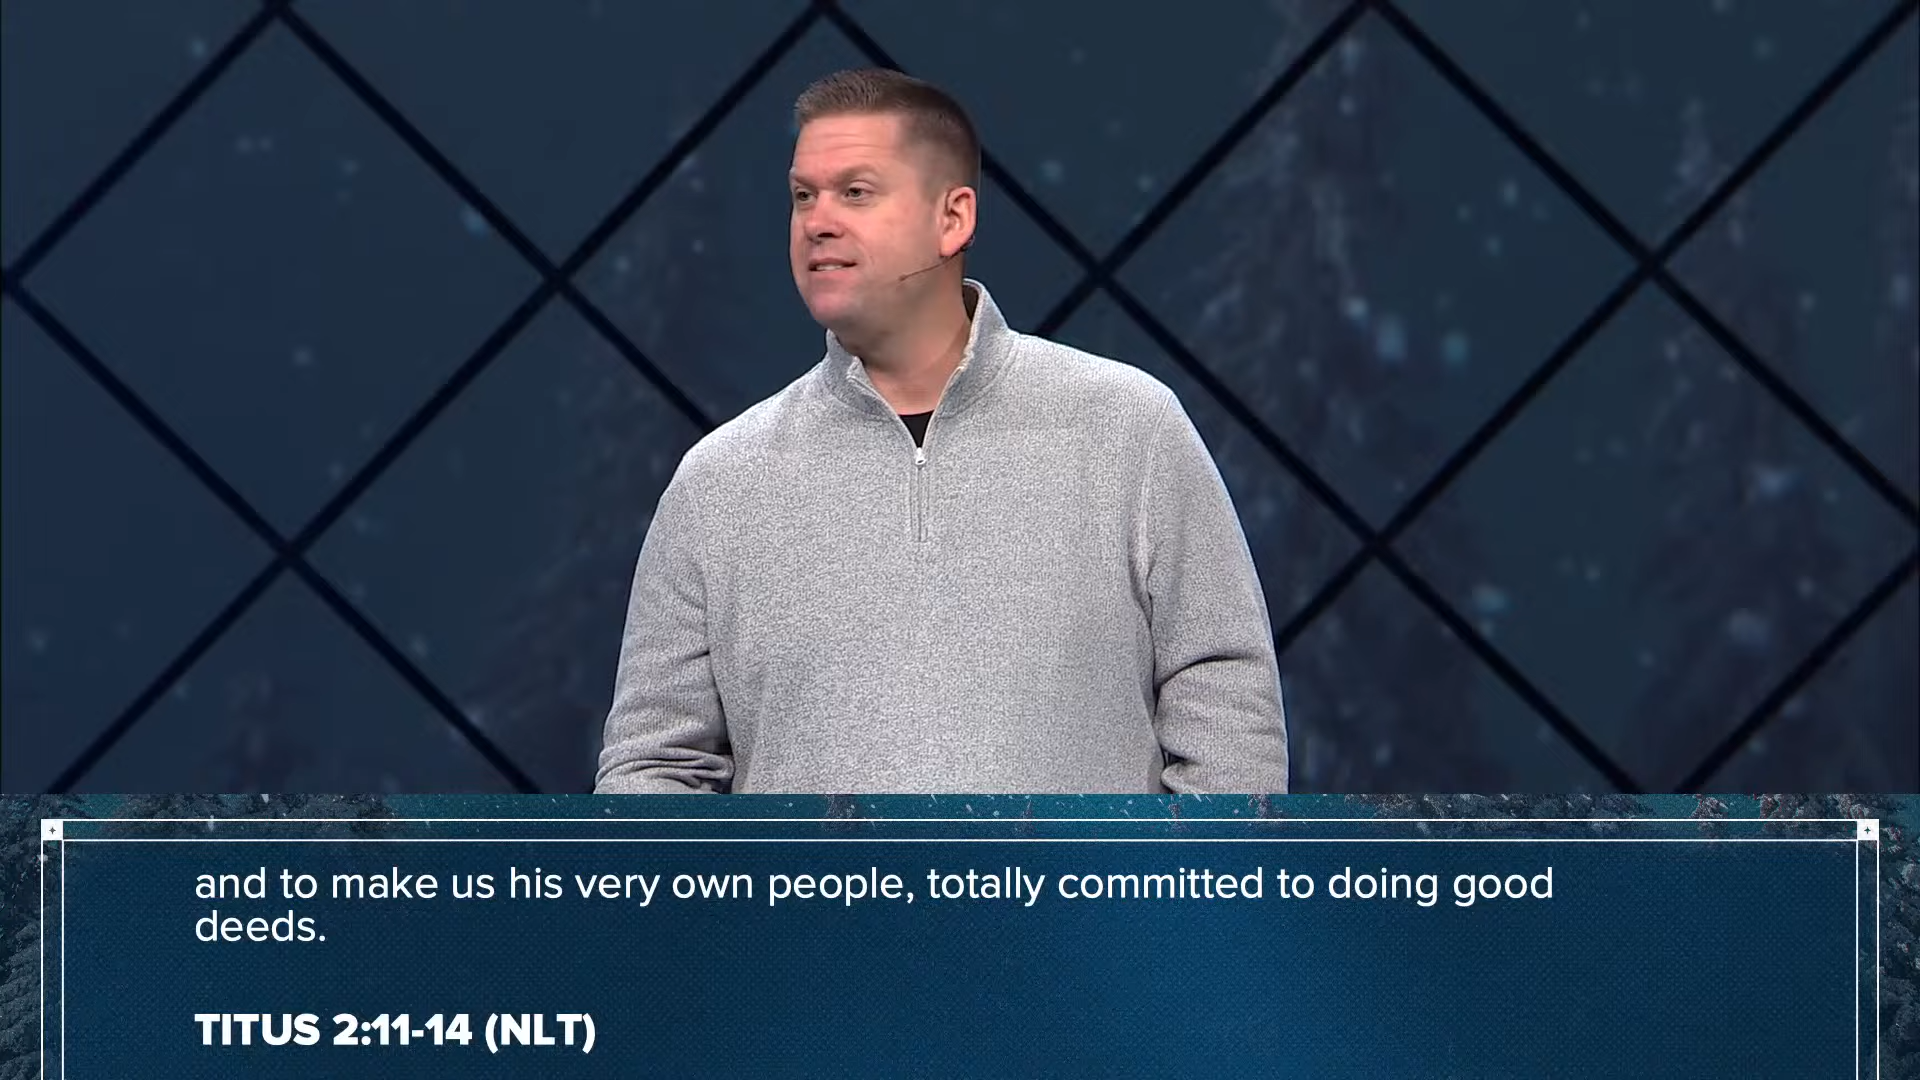 and to make us his very own people, totally committed to doing good
deeds.
TITUS 2:11-14 (NLT)